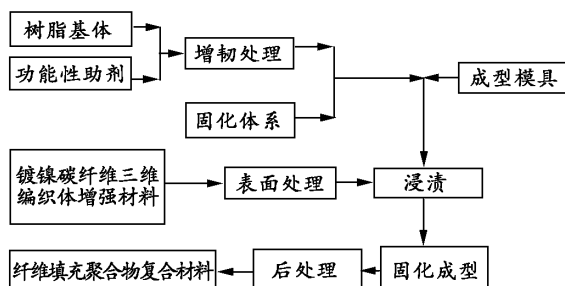 树脂基体
功能性助剂
增韧处理
固化体系
成型模具
镀镍碳纤维三维
编织体增强材料
表面处理
浸渍
纤维填充聚合物复合材料
后处理
固化成型